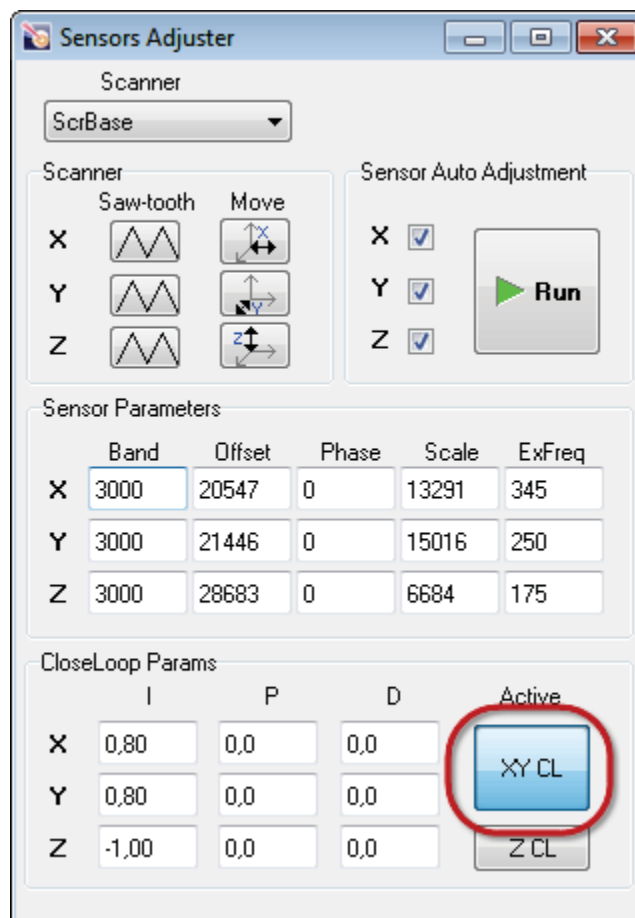 Sensors Adjuster
Scanner
ScrBase
Scanner
Saw-tooth Move
X X
Y Y
Z Z
Sensor Auto Adjustment
X
Y
Z
Run
Sensor Parameters
Band Offset Phase Scale ExFreq
X 3000 20547 0 13291 345
Y 3000 21446 0 15016 250
Z 3000 28683 0 6684 175
CloseLoop Params
I P D Active
X 0,80 0,0 0,0 XY CL
Y 0,80 0,0 0,0
Z -1,00 0,0 0,0 Z CL